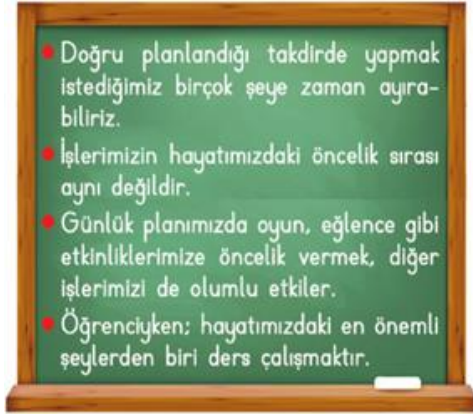 • Doğru planlandığı takdirde yapmak
istediğimiz birçok şeye zaman ayıra-
biliriz.
• İşlerimizin hayatımızdaki öncelik sırası
aynı değildir.
• Günlük planımızda oyun, eğlence gibi
etkinliklerimize öncelik vermek, diğer
işlerimizi de olumlu etkiler.
• Öğrenciyken; hayatımızdaki en önemli
şeylerden biri ders çalışmaktır.